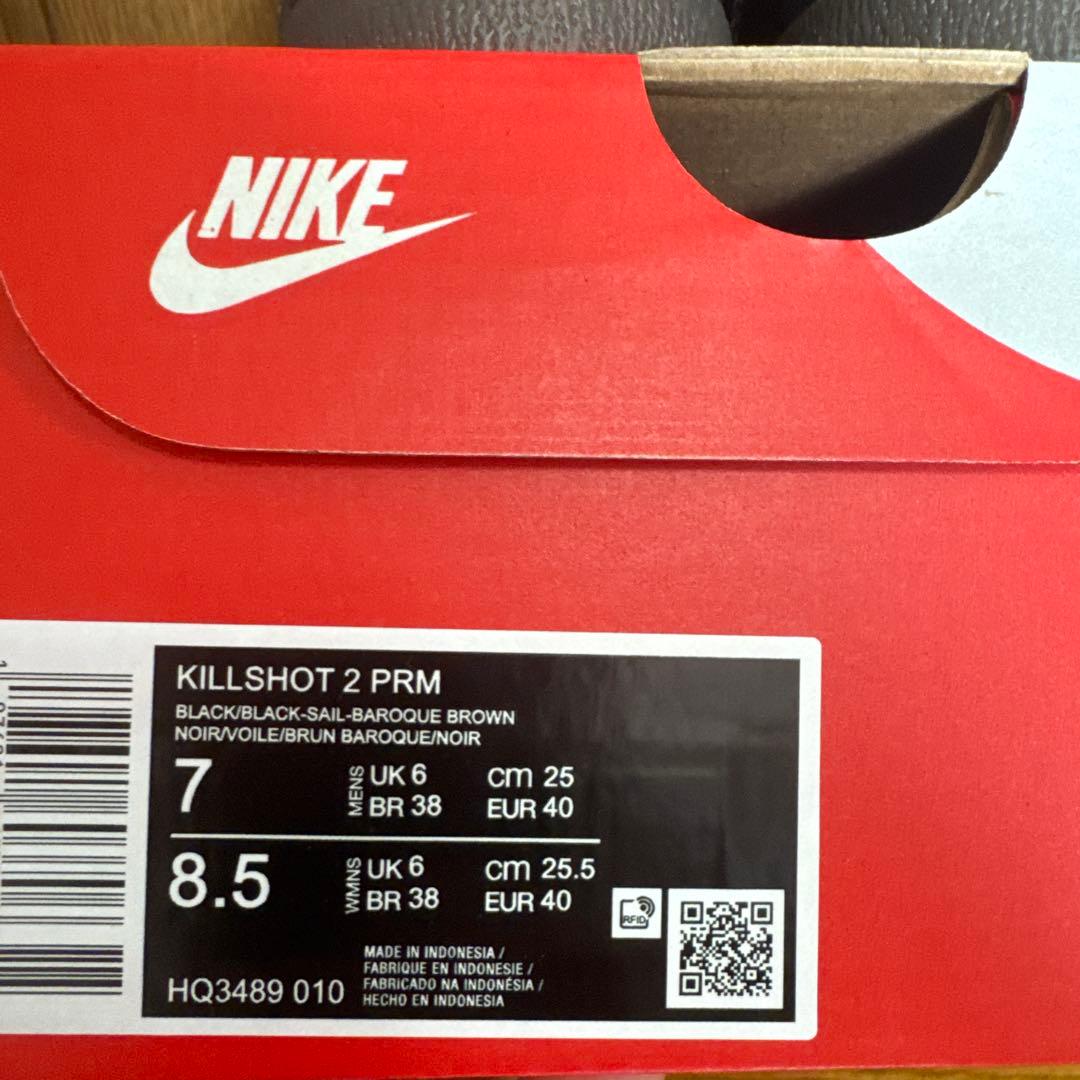 NIKE
KILLSHOT 2 PRM
BLACK/BLACK-SAIL-BAROQUE BROWN
NOIR/VOILE/BRUN BAROQUE/NOIR
7 MENS UK 6 cm 25
BR 38 EUR 40
8.5 WMNS UK 6 cm 25.5
BR 38 EUR 40
RFID
MADE IN INDONESIA /
FABRIQUE EN INDONESIE /
FABRICADO NA INDONÉSIA /
HECHO EN INDONESIA
HQ3489 010